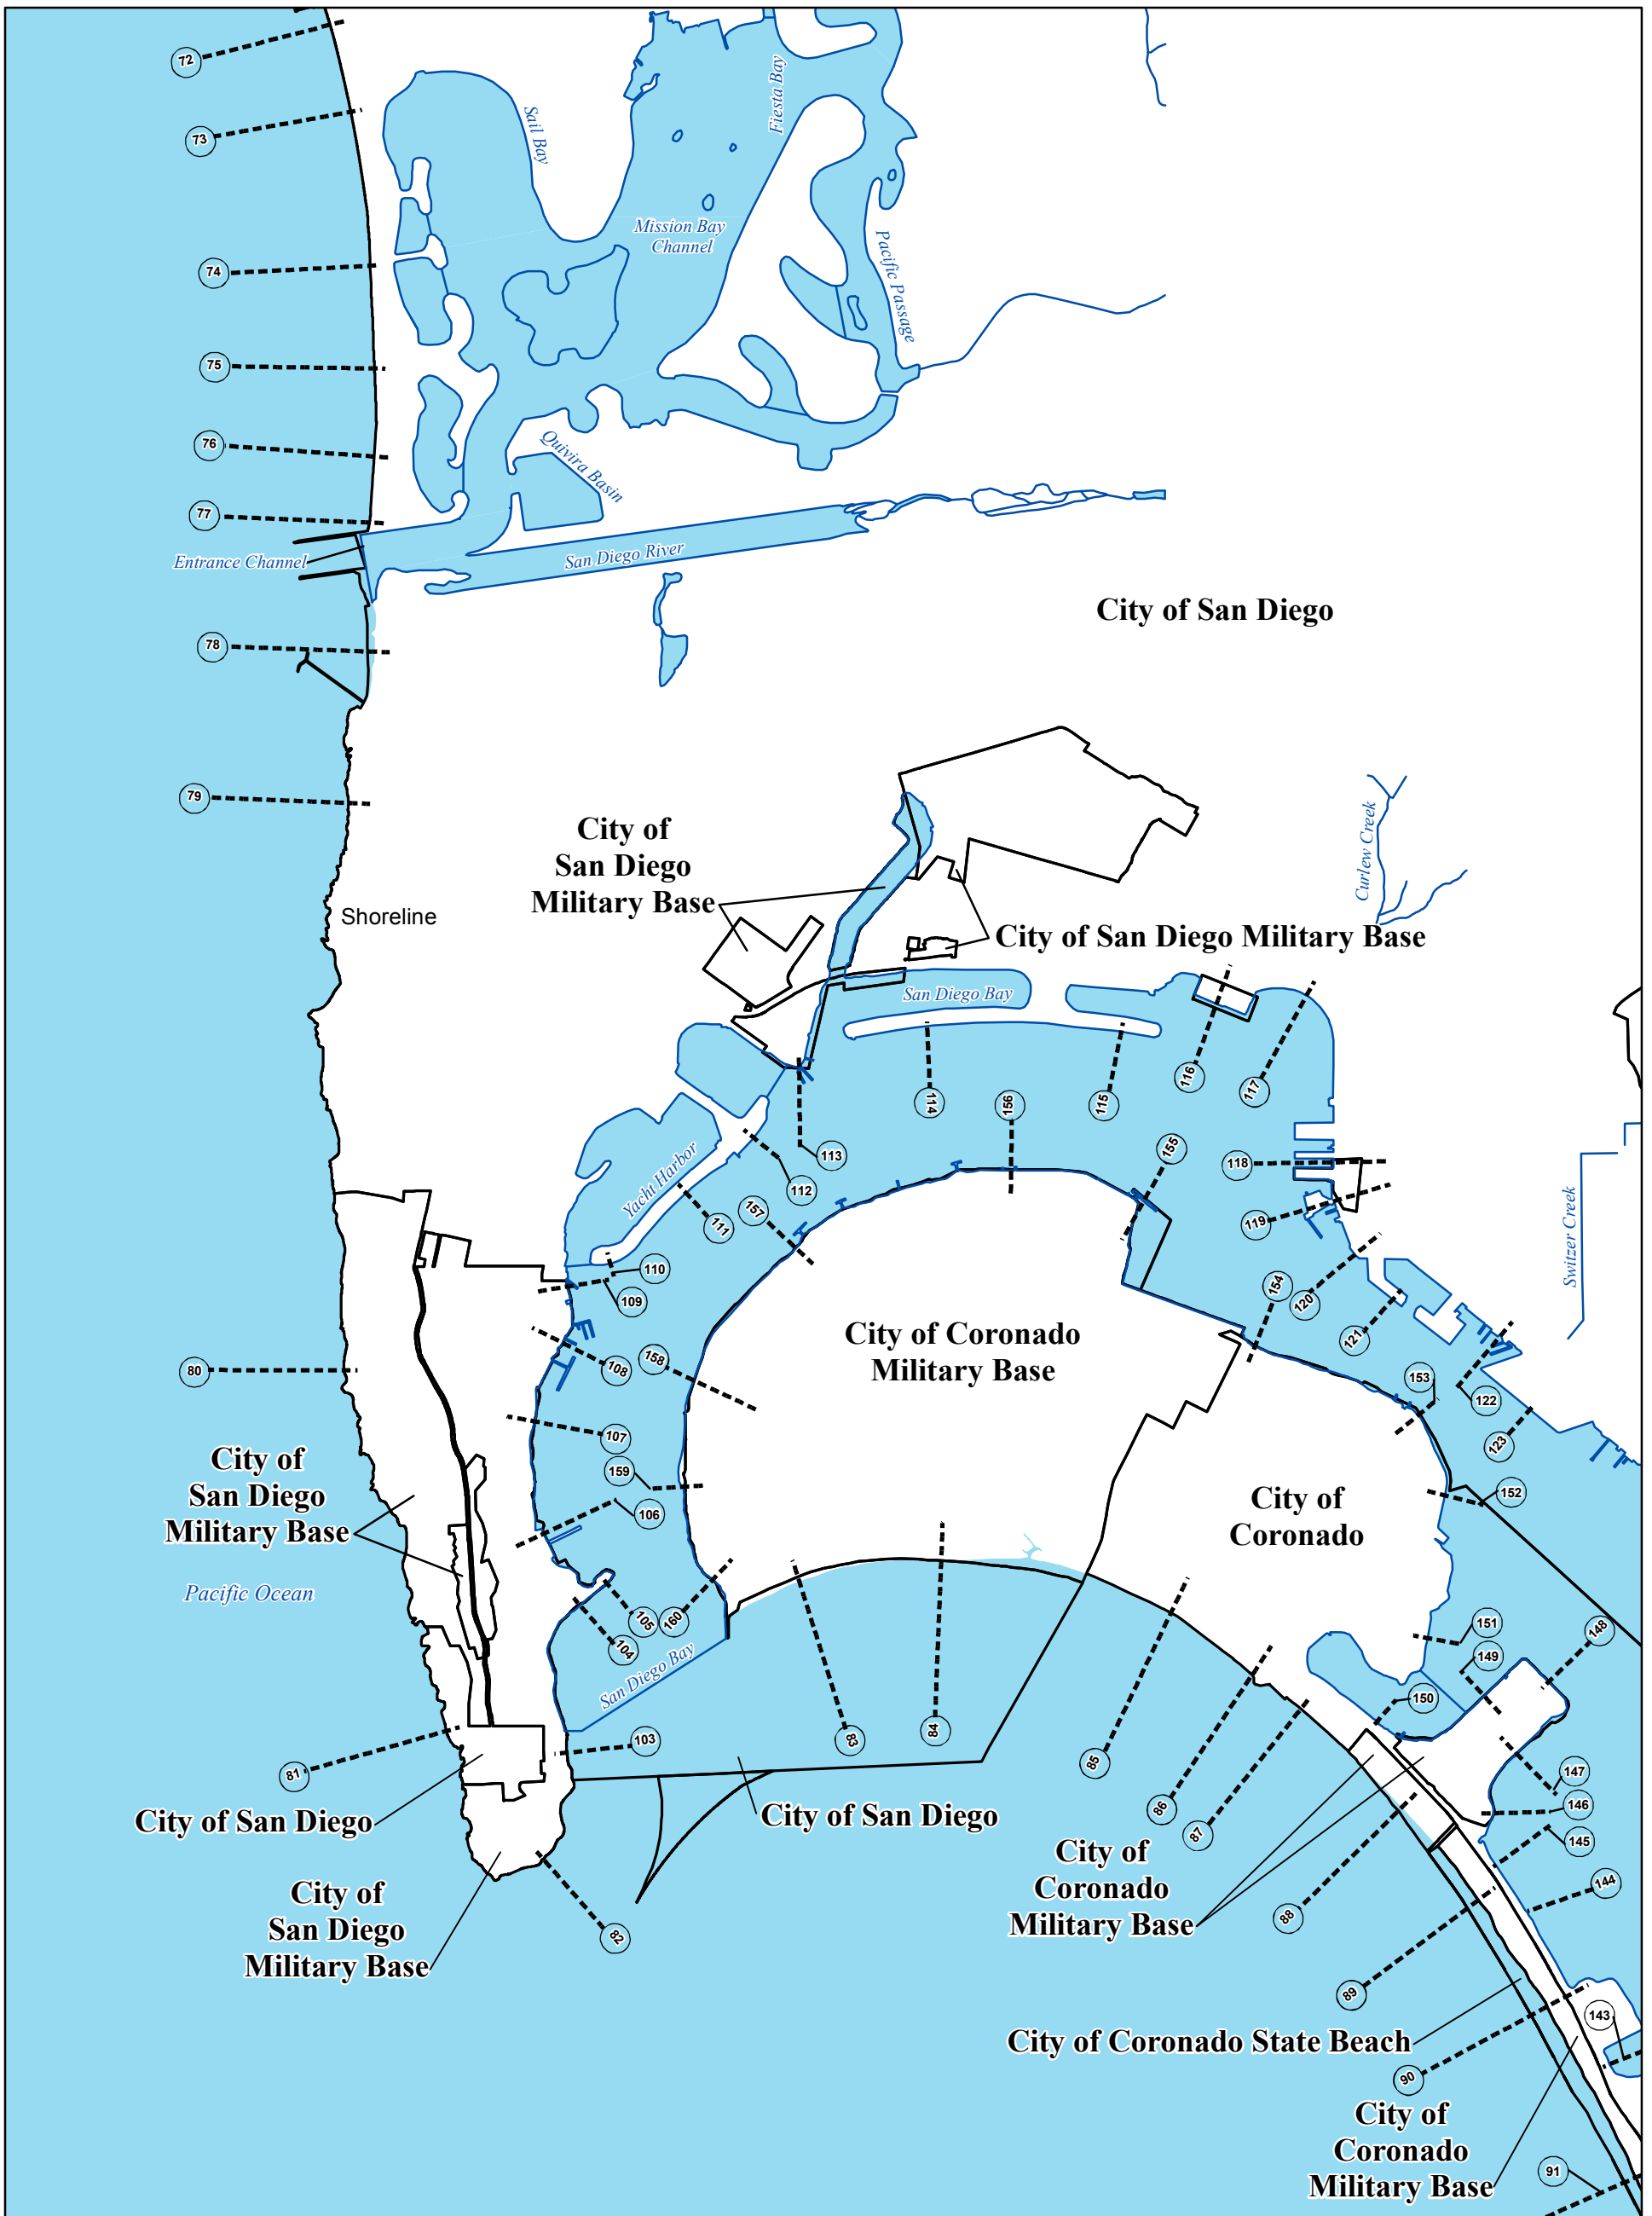 72
73
Sail Bay
Fiesta Bay
Mission Bay
Channel
Pacific Passage
74
75
76
Quivira Basin
77
Entrance Channel
San Diego River
City of San Diego
78
79
City of
San Diego
Military Base
Curlew Creek
Shoreline
City of San Diego Military Base
San Diego Bay
116
117
114
156
115
113
155
118
112
Yacht Harbor
157
111
119
Switzer Creek
110
109
154
120
121
City of Coronado
Military Base
108
158
80
153
122
107
123
159
106
152
City of
San Diego
Military Base
City of
Coronado
Pacific Ocean
105
160
104
151
148
149
San Diego Bay
150
103
83
84
85
81
147
146
86
87
145
City of San Diego
City of San Diego
144
City of
Coronado
Military Base
88
City of
San Diego
Military Base
82
89
143
City of Coronado State Beach
90
City of
Coronado
Military Base
91